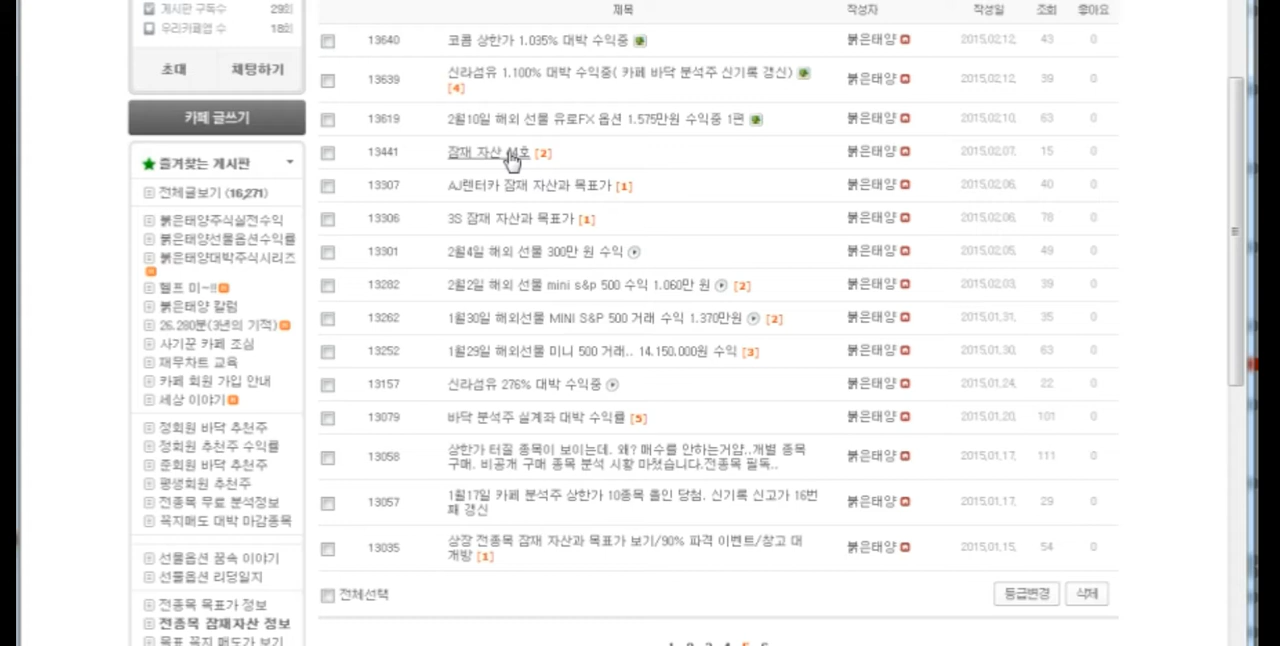 게시판 구독수 29회
우리카페앱 수 18회
초대 채팅하기
카페 글쓰기
즐겨찾는 게시판
전체글보기 (16,271)
붉은태양주식실전수익
붉은태양선물옵션수익률
붉은태양대박주식시리즈
헬프 미~!!
붉은태양 칼럼
26.280분(3년의 기적)
사기꾼 카페 조심
재무차트 교육
카페 회원 가입 안내
세상 이야기
정회원 바닥 추천주
정회원 추천주 수익률
준회원 바닥 추천주
평생회원 추천주
전종목 무료 분석정보
꼭지매도 대박 마감종목
선물옵션 꿈속 이야기
선물옵션 리딩일지
전종목 목표가 정보
전종목 잠재자산 정보
목표 꼭지 매도가 보기
제목 작성자 작성일 조회 좋아요
13640 코콤 상한가 1.035% 대박 수익중 붉은태양 2015.02.12. 43 0
13639 신라섬유 1.100% 대박 수익중( 카페 바닥 분석주 신기록 갱신) 붉은태양 2015.02.12. 39 0
[4]
13619 2월10일 해외 선물 유로FX 옵션 1.575만원 수익중 1편 붉은태양 2015.02.10. 63 0
13441 잠재 자산 호 [2] 붉은태양 2015.02.07. 15 0
13307 AJ렌터카 잠재 자산과 목표가 [1] 붉은태양 2015.02.06. 40 0
13306 3S 잠재 자산과 목표가 [1] 붉은태양 2015.02.06. 78 0
13301 2월4일 해외 선물 300만 원 수익 붉은태양 2015.02.05. 49 0
13282 2월2일 해외 선물 mini s&p 500 수익 1.060만 원 [2] 붉은태양 2015.02.03. 39 0
13262 1월30일 해외선물 MINI S&P 500 거래 수익 1.370만원 [2] 붉은태양 2015.01.31. 35 0
13252 1월29일 해외선물 미니 500 거래.. 14.150.000원 수익 [3] 붉은태양 2015.01.30. 63 0
13157 신라섬유 276% 대박 수익중 붉은태양 2015.01.24. 22 0
13079 바닥 분석주 실계좌 대박 수익률 [5] 붉은태양 2015.01.20. 101 0
13058 상한가 터질 종목이 보이는데. 왜? 매수를 안하는거얌..개별 종목 붉은태양 2015.01.17. 111 0
구매. 비공개 구매 종목 분석 시황 마쳤습니다.전종목 필독..
13057 1월17일 카페 분석주 상한가 10종목 올인 당첨. 신기록 신고가 16번 붉은태양 2015.01.17. 29 0
째 갱신
13035 상장 전종목 잠재 자산과 목표가 보기/90% 파격 이벤트/창고 대 붉은태양 2015.01.15. 54 0
개방 [1]
전체선택 등급변경 삭제
1 2 3 4 5 6